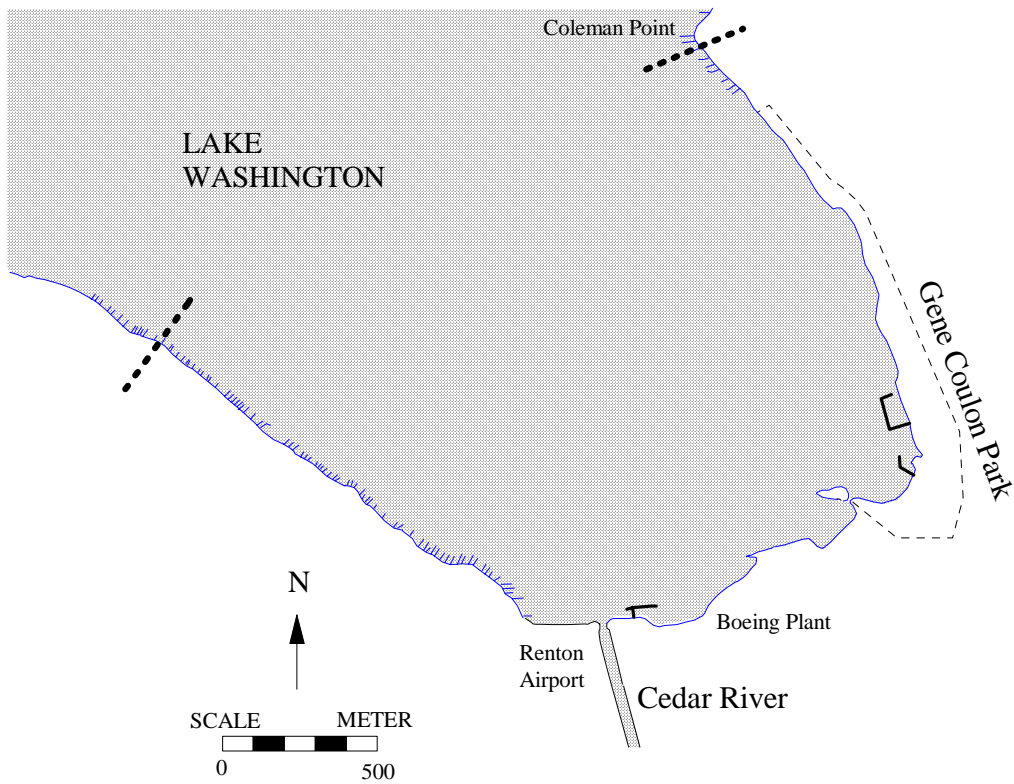 Coleman Point
LAKE
WASHINGTON
Gene Coulon Park
N
Boeing Plant
Renton
Airport
Cedar River
SCALE METER
0 500